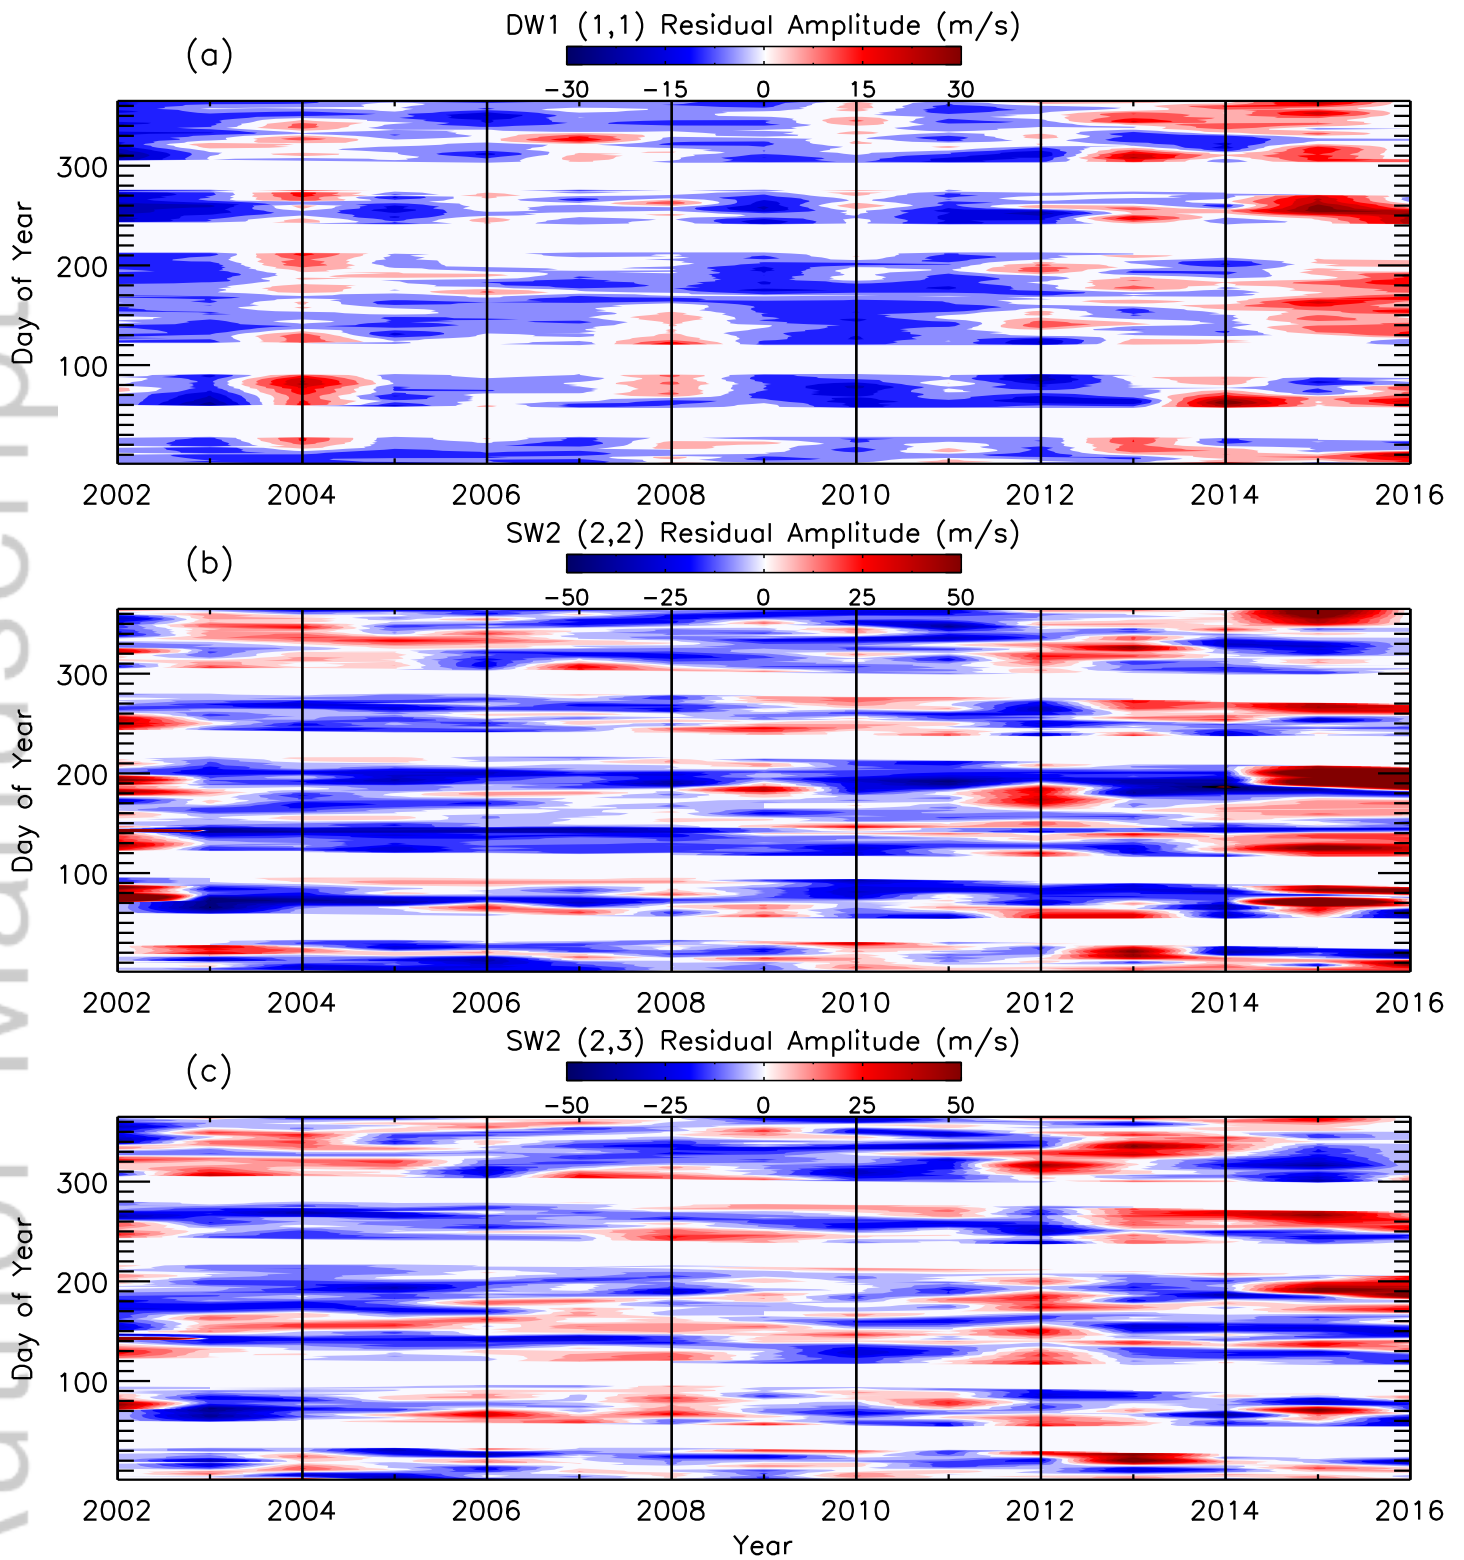 DW1 (1,1) Residual Amplitude (m/s)
(a)
-30 -15 0 15 30
Day of Year
300
200
100
2002 2004 2006 2008 2010 2012 2014 2016
SW2 (2,2) Residual Amplitude (m/s)
(b)
-50 -25 0 25 50
Day of Year
300
200
100
2002 2004 2006 2008 2010 2012 2014 2016
SW2 (2,3) Residual Amplitude (m/s)
(c)
-50 -25 0 25 50
Day of Year
300
200
100
2002 2004 2006 2008 2010 2012 2014 2016
Year